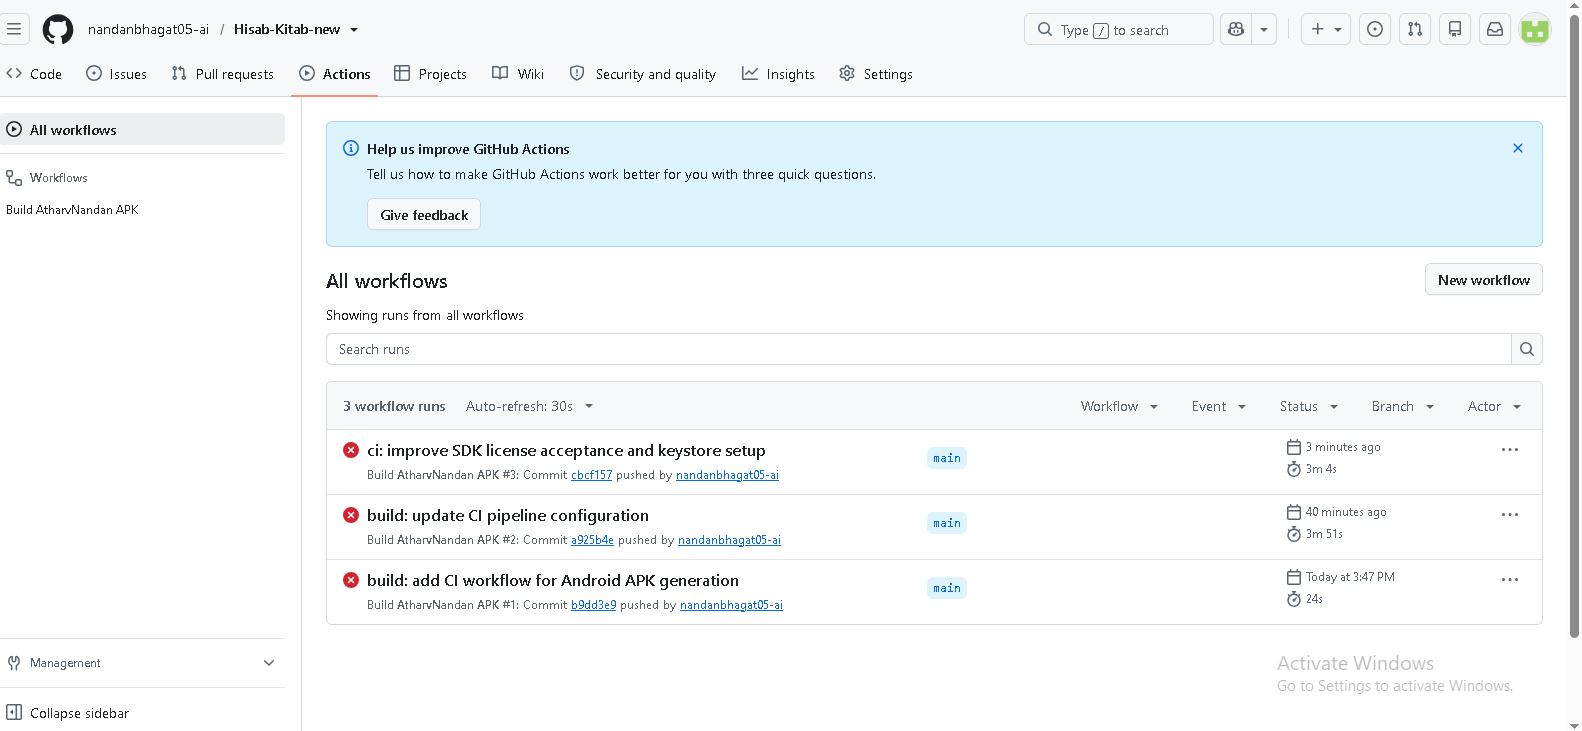 nandanbhagat05-ai / Hisab-Kitab-new
Type / to search
Code Issues Pull requests Actions Projects Wiki Security and quality Insights Settings
All workflows
Workflows
Build AtharvNandan APK
Management
Collapse sidebar
Help us improve GitHub Actions
Tell us how to make GitHub Actions work better for you with three quick questions.
Give feedback
All workflows
New workflow
Showing runs from all workflows
Search runs
3 workflow runs Auto-refresh: 30s Workflow Event Status Branch Actor
ci: improve SDK license acceptance and keystore setup
Build AtharvNandan APK #3: Commit cbcf157 pushed by nandanbhagat05-ai
main
3 minutes ago
3m 4s
build: update CI pipeline configuration
Build AtharvNandan APK #2: Commit a925b4e pushed by nandanbhagat05-ai
main
40 minutes ago
3m 51s
build: add CI workflow for Android APK generation
Build AtharvNandan APK #1: Commit b9dd3e9 pushed by nandanbhagat05-ai
main
Today at 3:47 PM
24s
Activate Windows
Go to Settings to activate Windows.